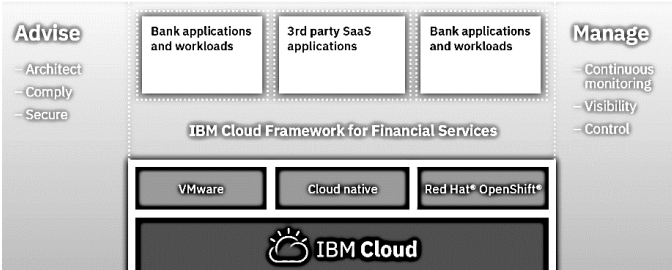 Advise
– Architect
– Comply
– Secure
Bank applications
and workloads
3rd party SaaS
applications
Bank applications
and workloads
Manage
– Continuous
monitoring
– Visibility
– Control
IBM Cloud Framework for Financial Services
VMware
Cloud native
Red Hat® OpenShift®
IBM Cloud